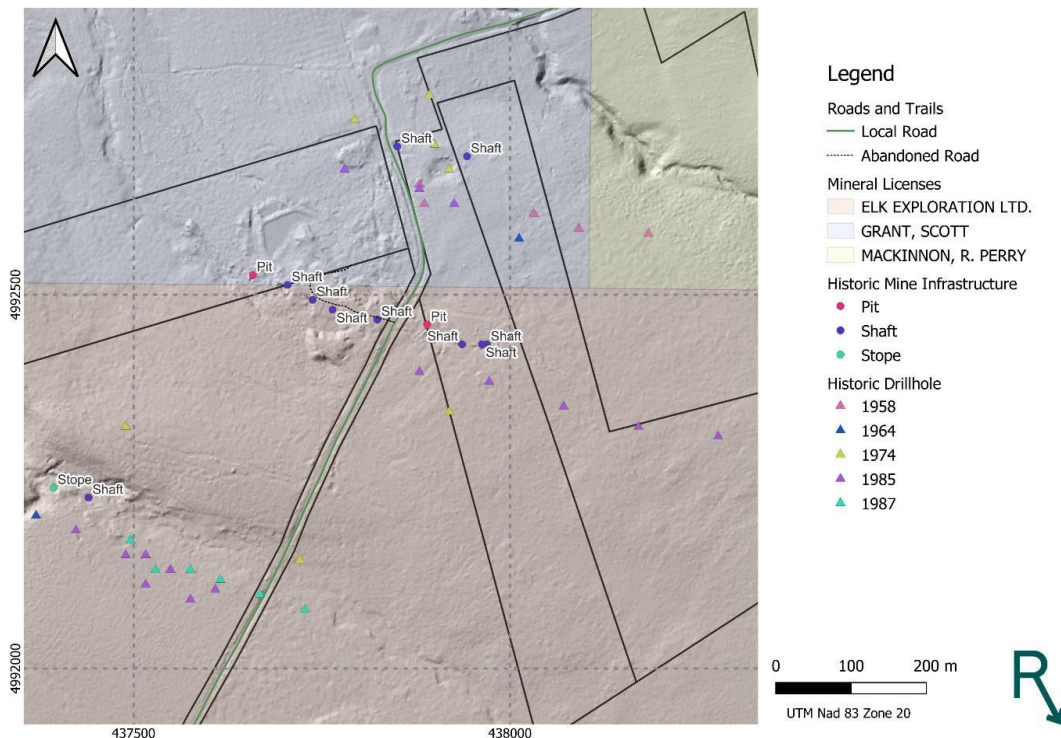 Shaft
Shaft
Pit
Shaft
Shaft
Shaft
Shaft
Pit
Shaft
Shaft
Shaft
Stope
Shaft
4992500
4992000
437500
438000
Legend
Roads and Trails
Local Road
Abandoned Road
Mineral Licenses
ELK EXPLORATION LTD.
GRANT, SCOTT
MACKINNON, R. PERRY
Historic Mine Infrastructure
Pit
Shaft
Stope
Historic Drillhole
1958
1964
1974
1985
1987
0 100 200 m
UTM Nad 83 Zone 20
R